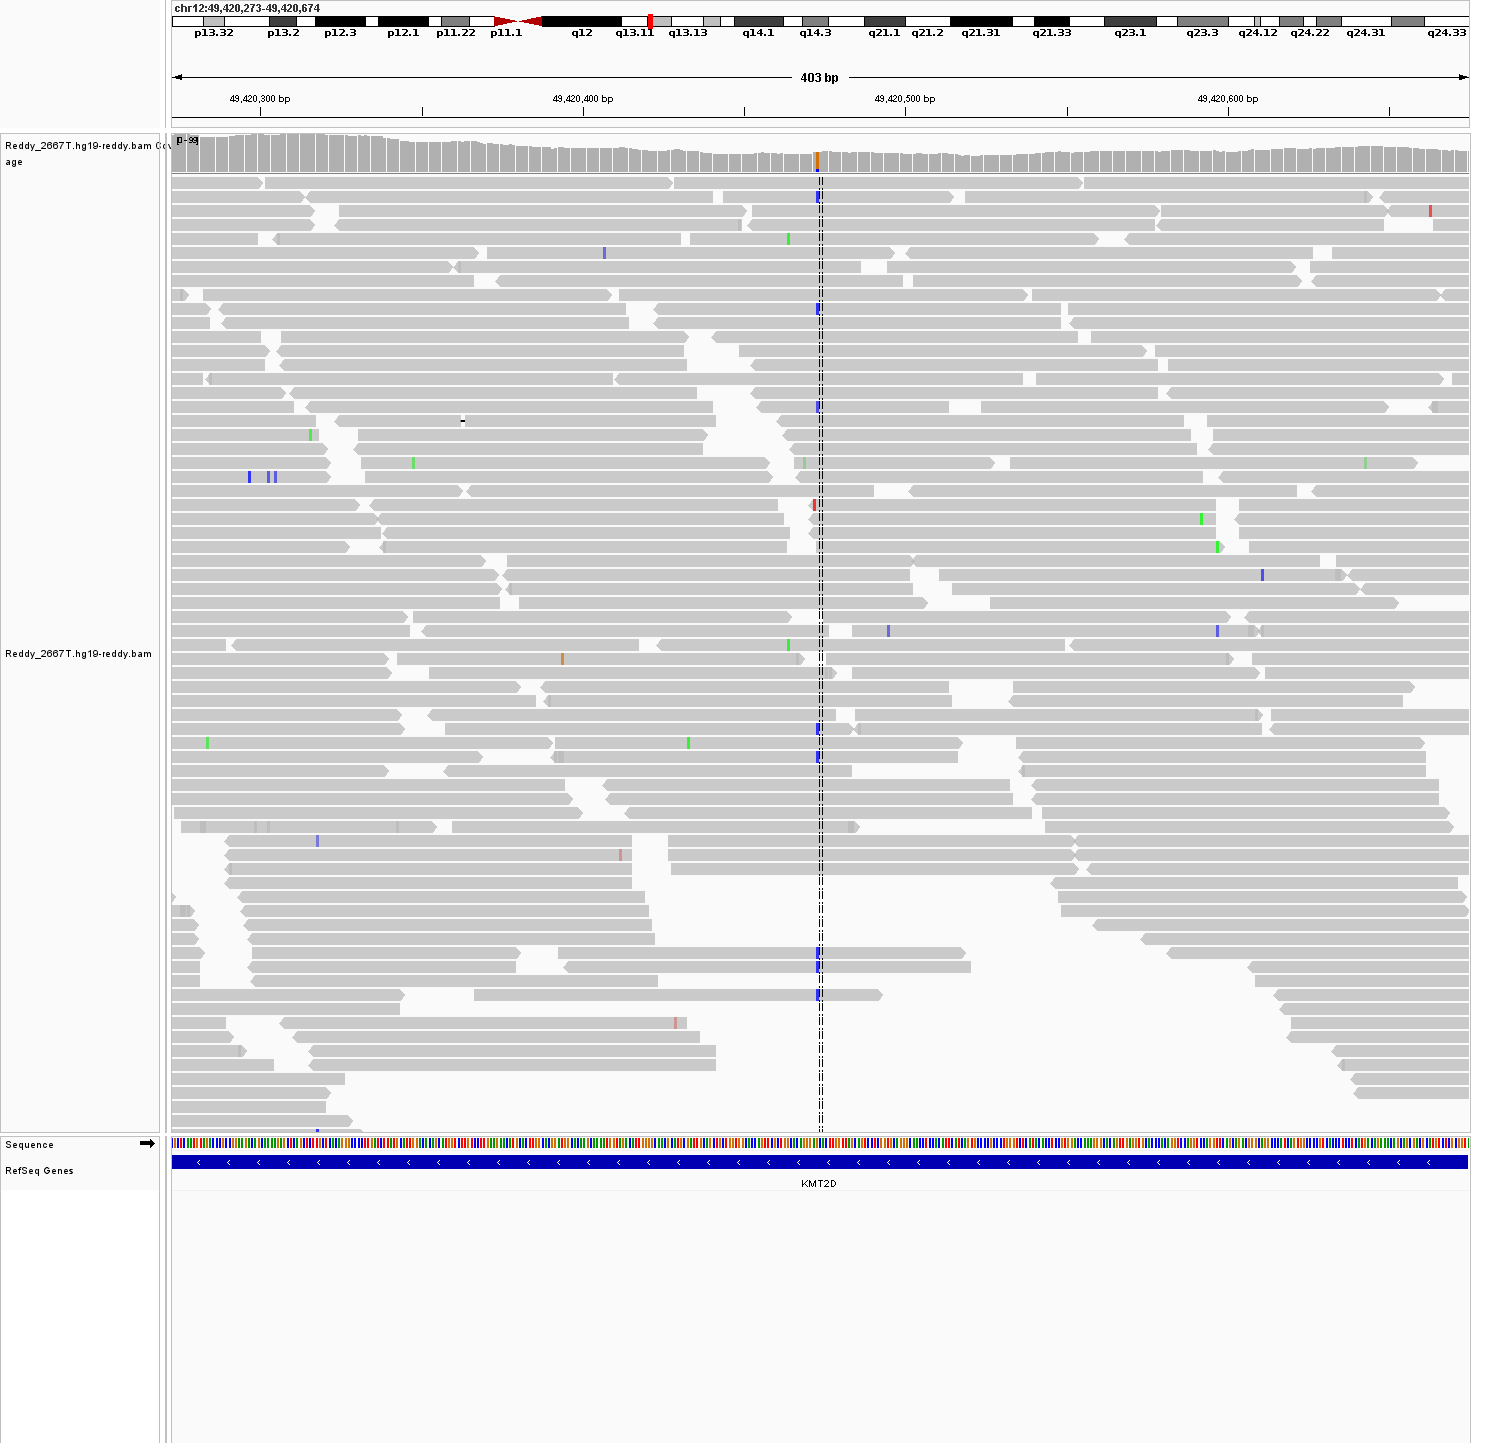 chr12:49,420,273-49,420,674
p13.32 p13.2 p12.3 p12.1 p11.22 p11.1 q12 q13.11 q13.13 q14.1 q14.3 q21.1 q21.2 q21.31 q21.33 q23.1 q23.3 q24.12 q24.22 q24.31 q24.33
403 bp
49,420,300 bp 49,420,400 bp 49,420,500 bp 49,420,600 bp
[0-99]
Reddy_2667T.hg19-reddy.bam Cov
age
Reddy_2667T.hg19-reddy.bam
Sequence
RefSeq Genes
KMT2D